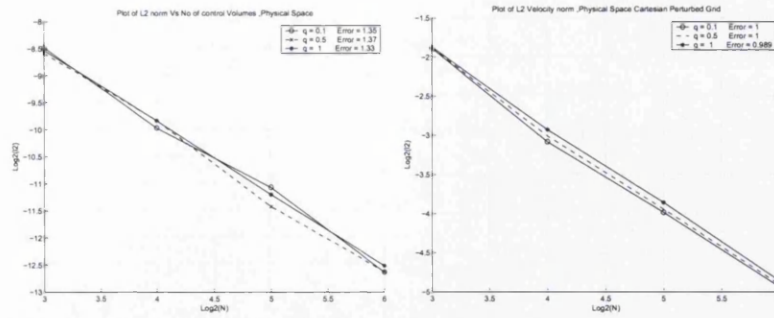 Plot of L2 norm Vs No of control Volumes ,Physical Space
q = 0.1 Error = 1.35
q = 0.5 Error = 1.37
q = 1 Error = 1.33
-8
-8.5
-9
-9.5
-10
-10.5
-11
-11.5
-12
-12.5
-13
Log2(l2)
3
3.5
4
4.5
5
5.5
6
Log2(N)
Plot of L2 Velocity norm ,Physical Space Cartesian Perturbed Grid
q = 0.1 Error = 1
q = 0.5 Error = 1
q = 1 Error = 0.989
-1.5
-2
-2.5
-3
-3.5
-4
-4.5
-5
Log2(l2)
3
3.5
4
4.5
5
5.5
Log2(N)